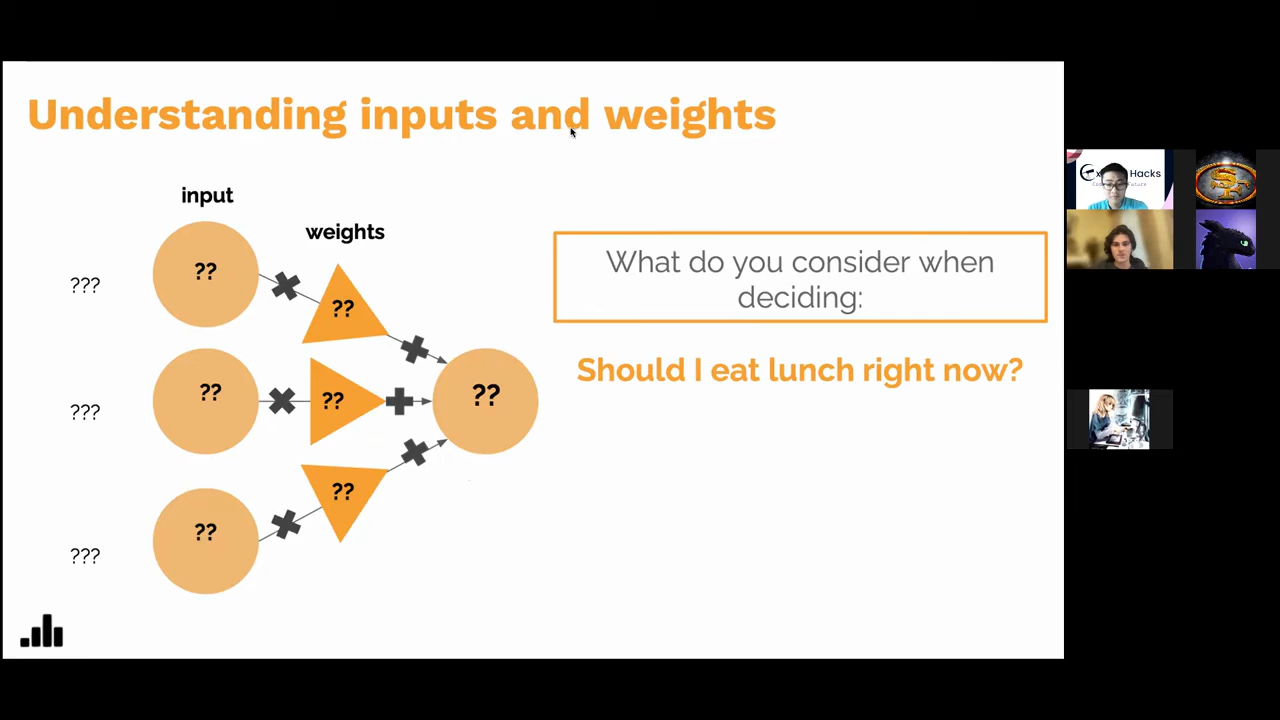 Understanding inputs and weights
input
weights
??
???
??
What do you consider when
deciding:
Should I eat lunch right now?
??
???
??
??
??
??
???
Hacks